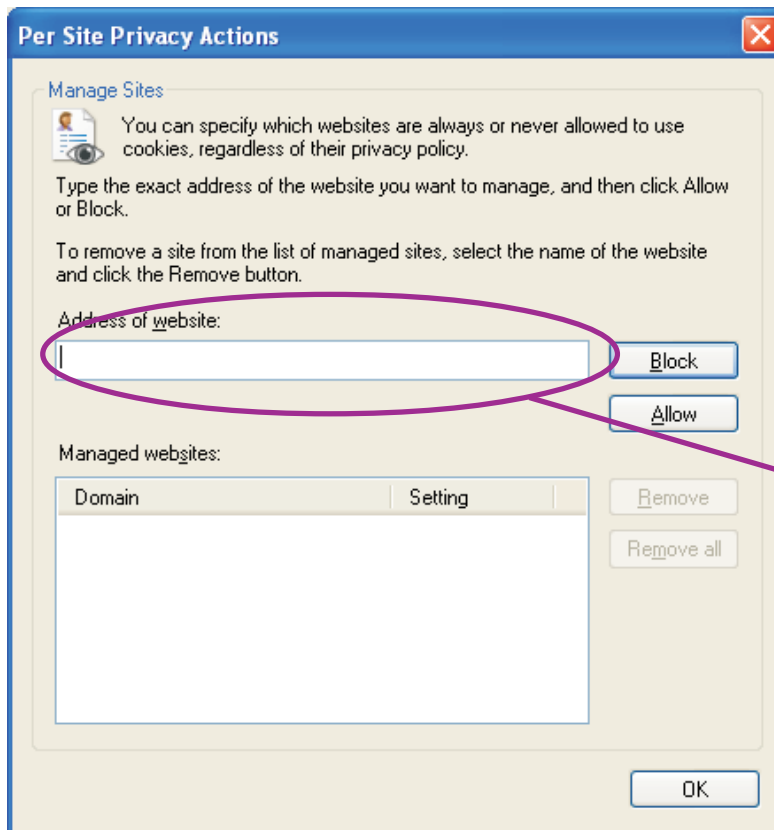 Per Site Privacy Actions
Manage Sites
You can specify which websites are always or never allowed to use
cookies, regardless of their privacy policy.
Type the exact address of the website you want to manage, and then click Allow
or Block.
To remove a site from the list of managed sites, select the name of the website
and click the Remove button.
Address of website:
Block
Allow
Managed websites:
Domain Setting
Remove
Remove all
OK